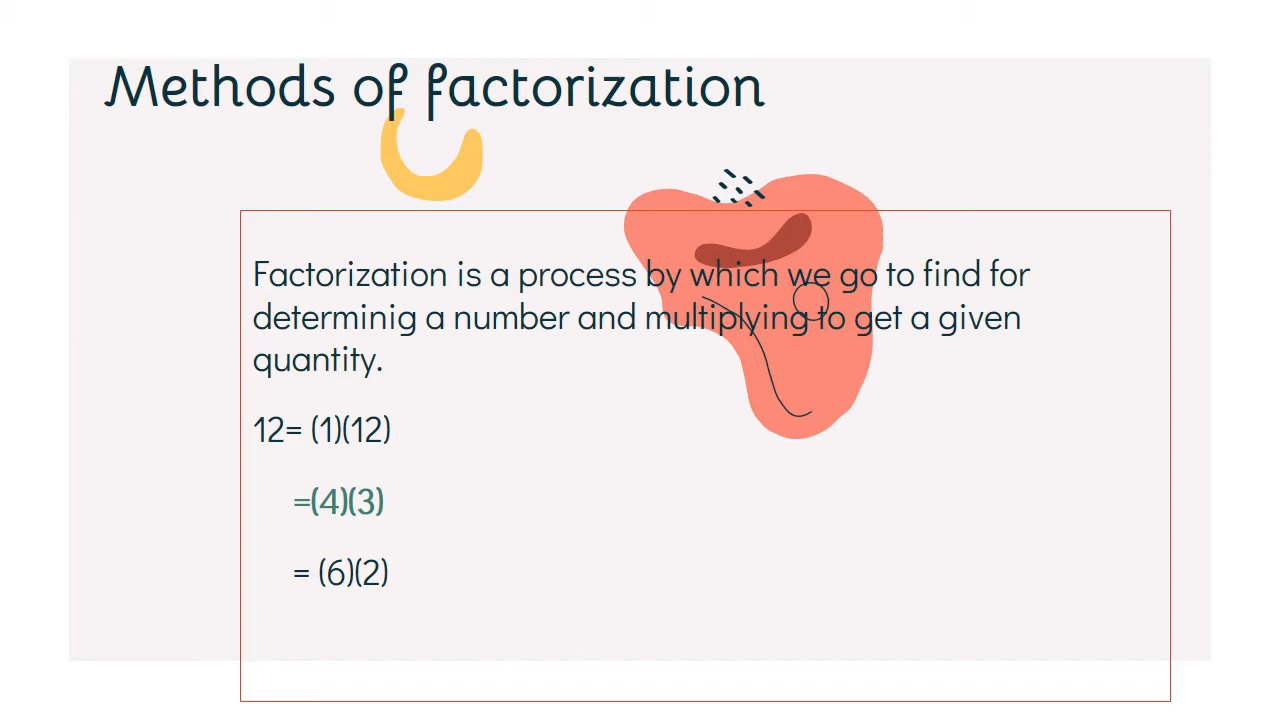 Methods of factorization
Factorization is a process by which we go to find for
determinig a number and multiplying to get a given
quantity.
12= (1)(12)
=(4)(3)
= (6)(2)